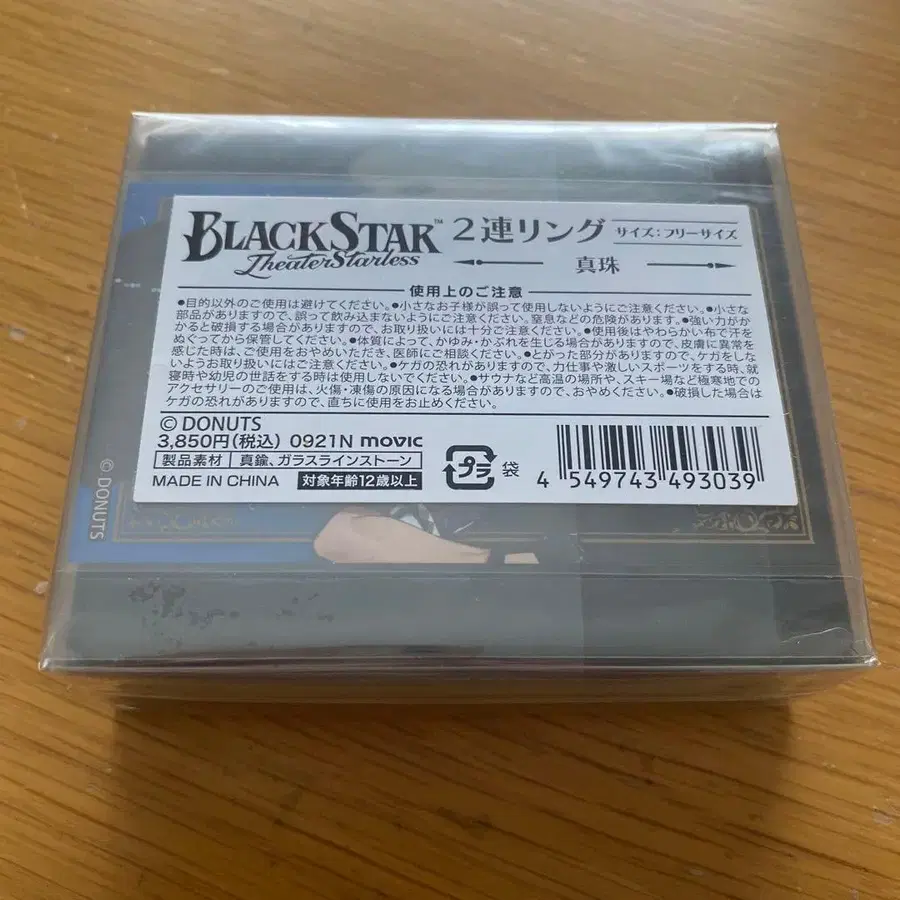 BLACKSTAR™ 2連リング サイズ:フリーサイズ
Theater Starless 真珠
使用上のご注意
●目的以外のご使用は避けてください。●小さなお子様が誤って使用しないようにご注意ください。●小さな
部品がありますので、誤って飲み込まないようにご注意ください。窒息などの危険があります。●強い力がか
かると破損する場合がありますので、お取り扱いには十分ご注意ください。●使用後はやわらかい布で汗を
ぬぐってから保管してください。●体質によって、かゆみ・かぶれを生じる場合がありますので、皮膚に異常を
感じた時は、ご使用をおやめいただき、医師にご相談ください。●とがった部分がありますので、ケガをしな
いようお取り扱いにはご注意ください。●ケガの恐れがありますので、力仕事や激しいスポーツをする時、就
寝時や幼児の世話をする時は使用しないでください。●サウナなど高温の場所や、スキー場など極寒地での
アクセサリーのご使用は、火傷・凍傷の原因になる場合がありますので、おやめください。●破損した場合は
ケガの恐れがありますので、直ちに使用をお止めください。
© DONUTS
3,850円(税込) 0921N movic
製品素材 真鍮、ガラスラインストーン
MADE IN CHINA 対象年齢12歳以上
プラ 袋
4 549743 493039
© DONUTS